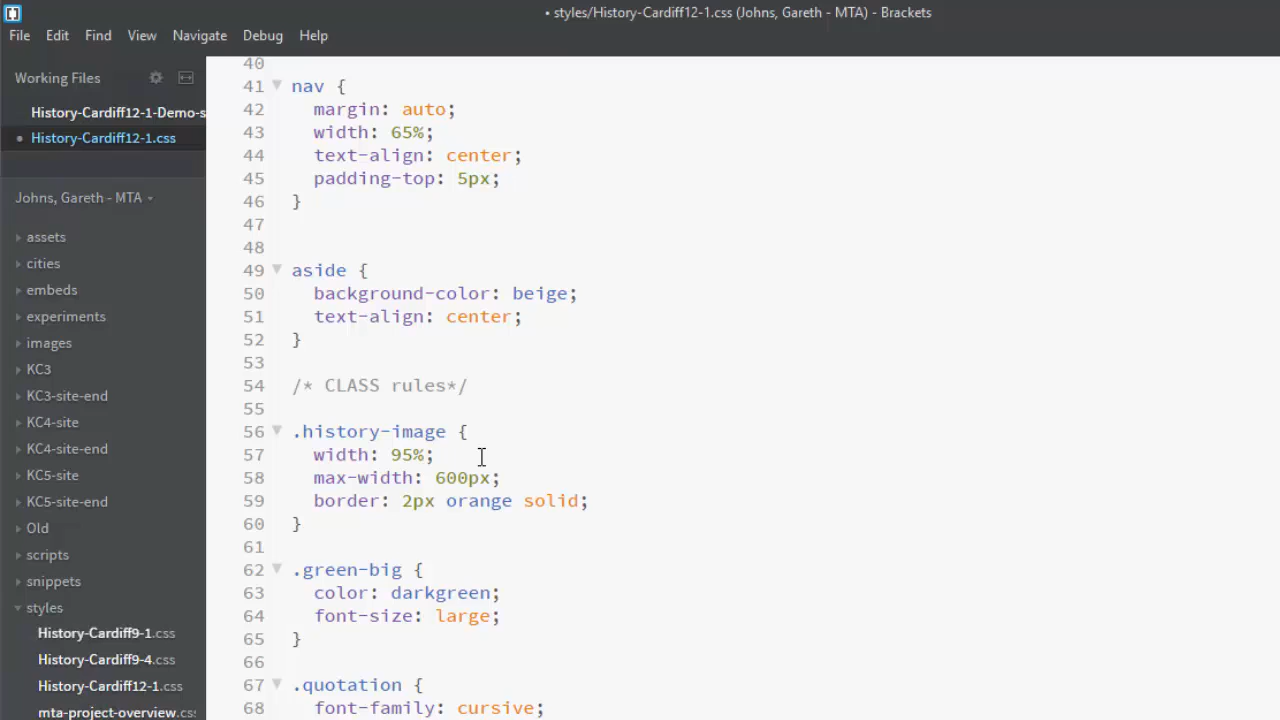 • styles/History-Cardiff12-1.css (Johns, Gareth - MTA) - Brackets
File Edit Find View Navigate Debug Help
Working Files
History-Cardiff12-1-Demo-s
• History-Cardiff12-1.css
Johns, Gareth - MTA
assets
cities
embeds
experiments
images
KC3
KC3-site-end
KC4-site
KC4-site-end
KC5-site
KC5-site-end
Old
scripts
snippets
styles
History-Cardiff9-1.css
History-Cardiff9-4.css
History-Cardiff12-1.css
mta-project-overview.css
40
41 nav {
42 margin: auto;
43 width: 65%;
44 text-align: center;
45 padding-top: 5px;
46 }
47
48
49 aside {
50 background-color: beige;
51 text-align: center;
52 }
53
54 /* CLASS rules*/
55
56 .history-image {
57 width: 95%;
58 max-width: 600px;
59 border: 2px orange solid;
60 }
61
62 .green-big {
63 color: darkgreen;
64 font-size: large;
65 }
66
67 .quotation {
68 font-family: cursive;